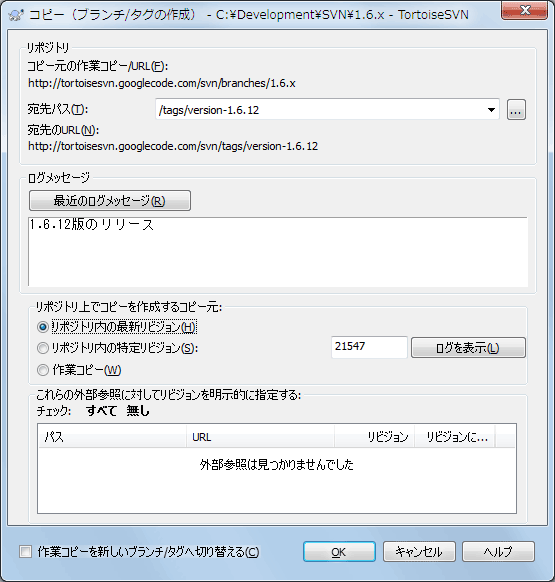 コピー（ブランチ/タグの作成） - C:¥Development¥SVN¥1.6.x - TortoiseSVN
リポジトリ
コピー元の作業コピー/URL(F):
http://tortoisesvn.googlecode.com/svn/branches/1.6.x
宛先パス(T):
/tags/version-1.6.12
...
宛先のURL(N):
http://tortoisesvn.googlecode.com/svn/tags/version-1.6.12
ログメッセージ
最近のログメッセージ(R)
1.6.12版のリリース
リポジトリ上でコピーを作成するコピー元:
リポジトリ内の最新リビジョン(H)
リポジトリ内の特定リビジョン(S):
21547
ログを表示(L)
作業コピー(W)
これらの外部参照に対してリビジョンを明示的に指定する:
チェック: すべて 無し
パス URL リビジョン リビジョンに...
外部参照は見つかりませんでした
作業コピーを新しいブランチ/タグへ切り替える(C)
OK
キャンセル
ヘルプ